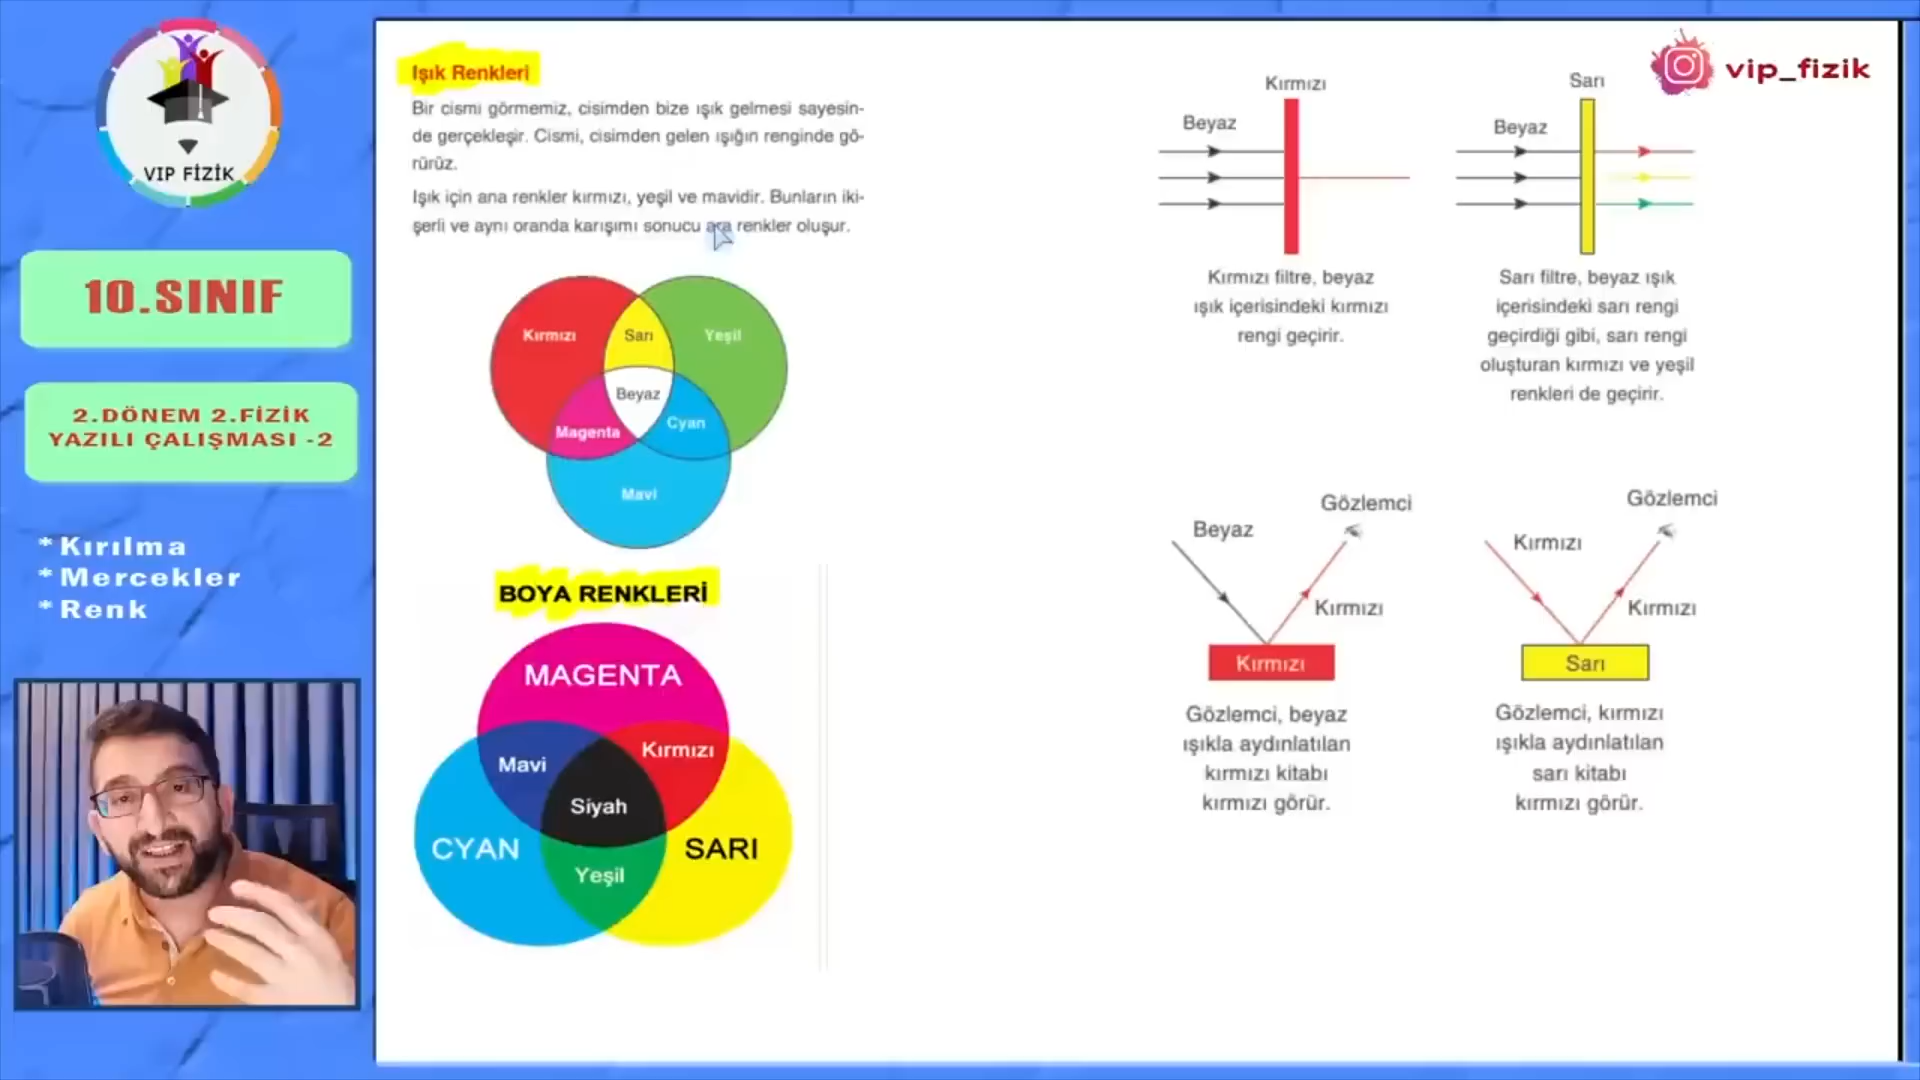 VIP FİZİK
10.SINIF
2.DÖNEM 2.FİZİK
YAZILI ÇALIŞMASI -2
* Kırılma
* Mercekler
* Renk
Işık Renkleri
Bir cismi görmemiz, cisimden bize ışık gelmesi sayesin-
de gerçekleşir. Cismi, cisimden gelen ışığın renginde gö-
rürüz.
Işık için ana renkler kırmızı, yeşil ve mavidir. Bunların iki-
şerli ve aynı oranda karışımı sonucu ara renkler oluşur.
Kırmızı
Sarı
Yeşil
Beyaz
Magenta
Cyan
Mavi
BOYA RENKLERİ
MAGENTA
Mavi
Kırmızı
Siyah
CYAN
SARI
Yeşil
vip_fizik
Kırmızı
Beyaz
Kırmızı filtre, beyaz
ışık içerisindeki kırmızı
rengi geçirir.
Sarı
Beyaz
Sarı filtre, beyaz ışık
içerisindeki sarı rengi
geçirdiği gibi, sarı rengi
oluşturan kırmızı ve yeşil
renkleri de geçirir.
Gözlemci
Beyaz
Kırmızı
Kırmızı
Gözlemci, beyaz
ışıkla aydınlatılan
kırmızı kitabı
kırmızı görür.
Gözlemci
Kırmızı
Kırmızı
Sarı
Gözlemci, kırmızı
ışıkla aydınlatılan
sarı kitabı
kırmızı görür.